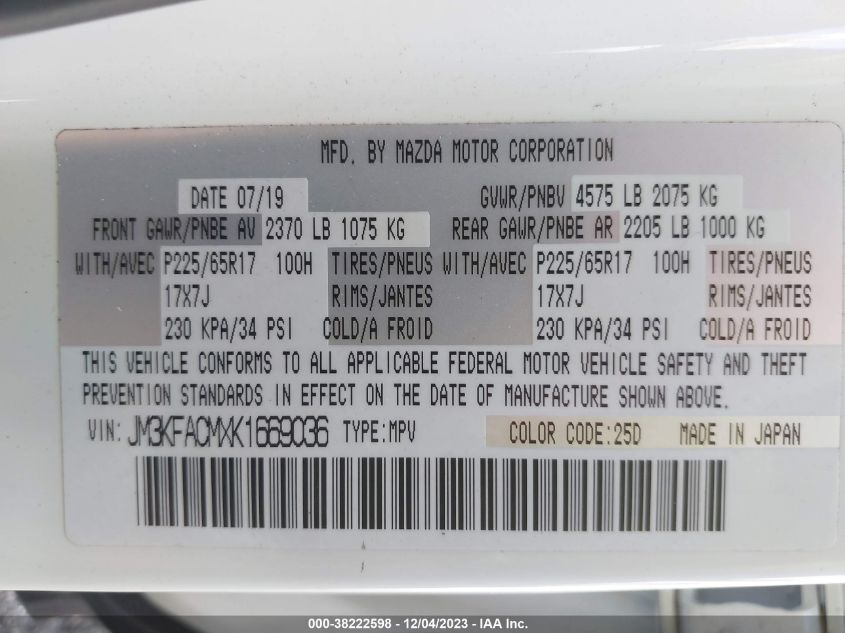 MFD. BY MAZDA MOTOR CORPORATION
DATE 07/19 GVWR/PNBV 4575 LB 2075 KG
FRONT GAWR/PNBE AV 2370 LB 1075 KG REAR GAWR/PNBE AR 2205 LB 1000 KG
WITH/AVEC P225/65R17 100H TIRES/PNEUS WITH/AVEC P225/65R17 100H TIRES/PNEUS
17X7J RIMS/JANTES 17X7J RIMS/JANTES
230 KPA/34 PSI COLD/A FROID 230 KPA/34 PSI COLD/A FROID
THIS VEHICLE CONFORMS TO ALL APPLICABLE FEDERAL MOTOR VEHICLE SAFETY AND THEFT
PREVENTION STANDARDS IN EFFECT ON THE DATE OF MANUFACTURE SHOWN ABOVE.
VIN: JM3KFACMXK1669036 TYPE:MPV COLOR CODE:25D MADE IN JAPAN
000-38222598 - 12/04/2023 - IAA Inc.